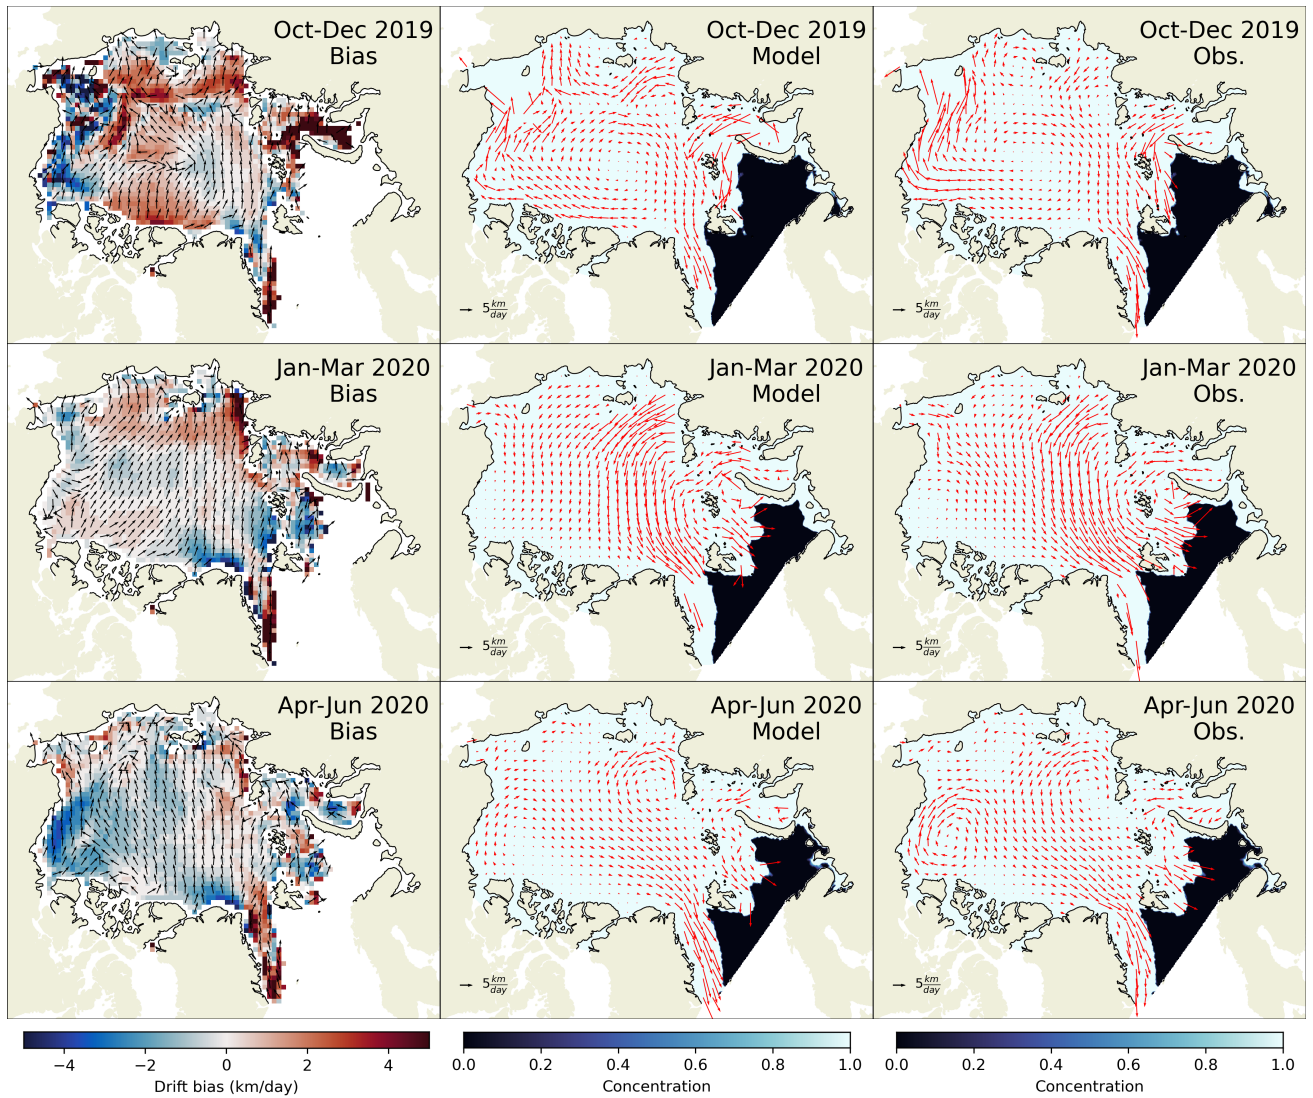 Oct-Dec 2019
Bias
Oct-Dec 2019
Model
5 km/day
Oct-Dec 2019
Obs.
5 km/day
Jan-Mar 2020
Bias
Jan-Mar 2020
Model
5 km/day
Jan-Mar 2020
Obs.
5 km/day
Apr-Jun 2020
Bias
Apr-Jun 2020
Model
5 km/day
Apr-Jun 2020
Obs.
5 km/day
−4 −2 0 2 4
Drift bias (km/day)
0.0 0.2 0.4 0.6 0.8 1.0
Concentration
0.0 0.2 0.4 0.6 0.8 1.0
Concentration